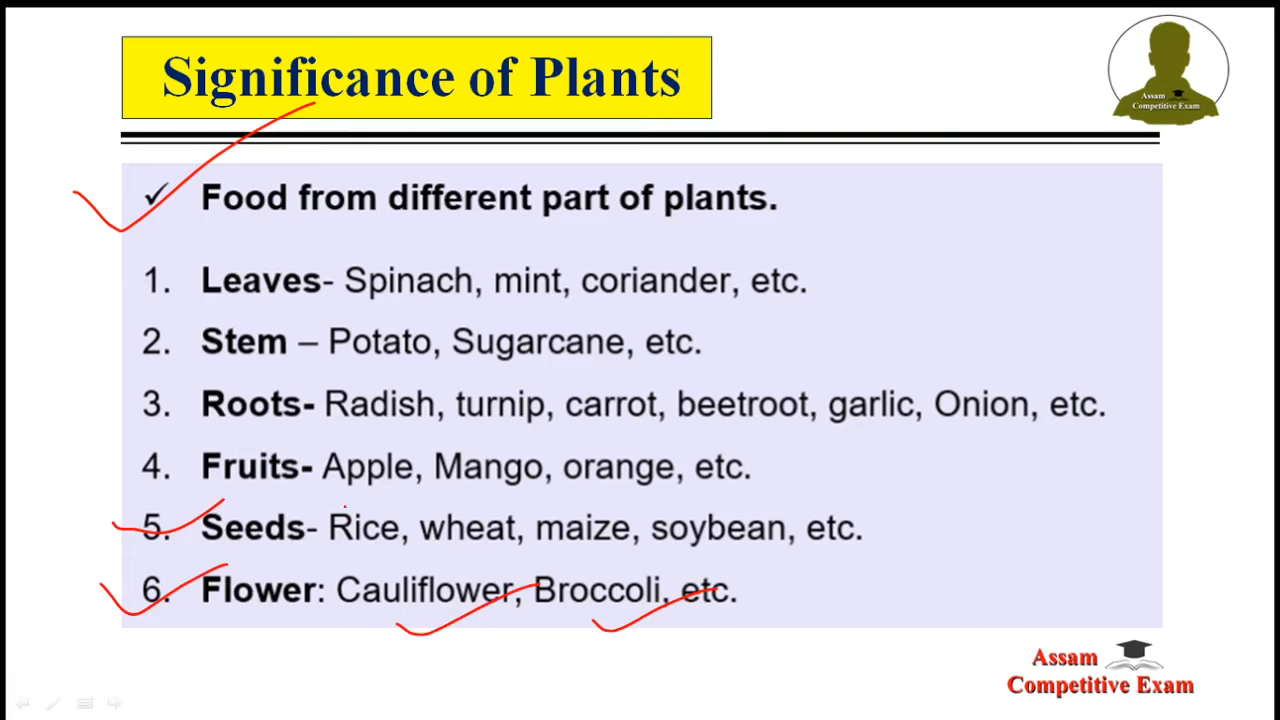 Significance of Plants
Assam
Competitive Exam
✓ Food from different part of plants.
1. Leaves- Spinach, mint, coriander, etc.
2. Stem – Potato, Sugarcane, etc.
3. Roots- Radish, turnip, carrot, beetroot, garlic, Onion, etc.
4. Fruits- Apple, Mango, orange, etc.
5. Seeds- Rice, wheat, maize, soybean, etc.
6. Flower: Cauliflower, Broccoli, etc.
Assam
Competitive Exam